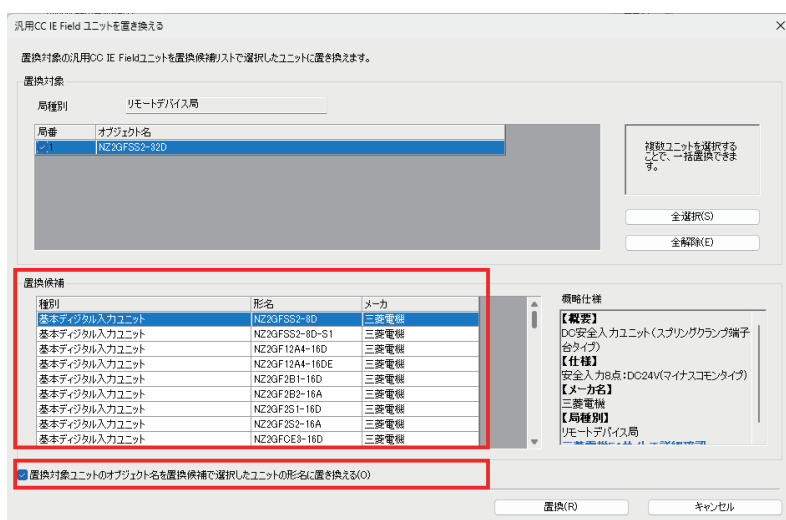 汎用CC IE Field ユニットを置き換える
置換対象の汎用CC IE Fieldユニットを置換候補リストで選択したユニットに置き換えます。
置換対象
局種別 リモートデバイス局
局番 オブジェクト名
1 NZ2GFSS2-32D
複数ユニットを選択する
ことで、一括置換できま
す。
全選択(S)
全解除(E)
置換候補
種別 形名 メーカ
基本ディジタル入力ユニット NZ2GFSS2-8D 三菱電機
基本ディジタル入力ユニット NZ2GFSS2-8D-S1 三菱電機
基本ディジタル入力ユニット NZ2GF12A4-16D 三菱電機
基本ディジタル入力ユニット NZ2GF12A4-16DE 三菱電機
基本ディジタル入力ユニット NZ2GF2B1-16D 三菱電機
基本ディジタル入力ユニット NZ2GF2B2-16A 三菱電機
基本ディジタル入力ユニット NZ2GF2S1-16D 三菱電機
基本ディジタル入力ユニット NZ2GF2S2-16A 三菱電機
基本ディジタル入力ユニット NZ2GFCE3-16D 三菱電機
概略仕様
【概要】
DC安全入力ユニット(スプリングクランプ端子
台タイプ)
【仕様】
安全入力8点:DC24V(マイナスコモンタイプ)
【メーカ名】
三菱電機
【局種別】
リモートデバイス局
置換対象ユニットのオブジェクト名を置換候補で選択したユニットの形名に置き換える(O)
置換(R)
キャンセル